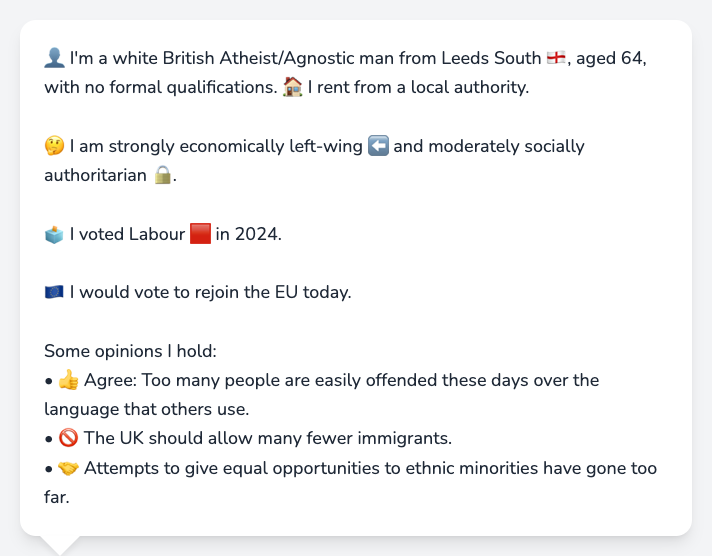 👤 I'm a white British Atheist/Agnostic man from Leeds South 🏴󠁧󠁢󠁥󠁮󠁧󠁿, aged 64,
with no formal qualifications. 🏠 I rent from a local authority.
🤔 I am strongly economically left-wing ⬅️ and moderately socially
authoritarian 🔒.
🗳️ I voted Labour 🟥 in 2024.
🇪🇺 I would vote to rejoin the EU today.
Some opinions I hold:
• 👍 Agree: Too many people are easily offended these days over the
language that others use.
• 🚫 The UK should allow many fewer immigrants.
• 🤝 Attempts to give equal opportunities to ethnic minorities have gone too
far.